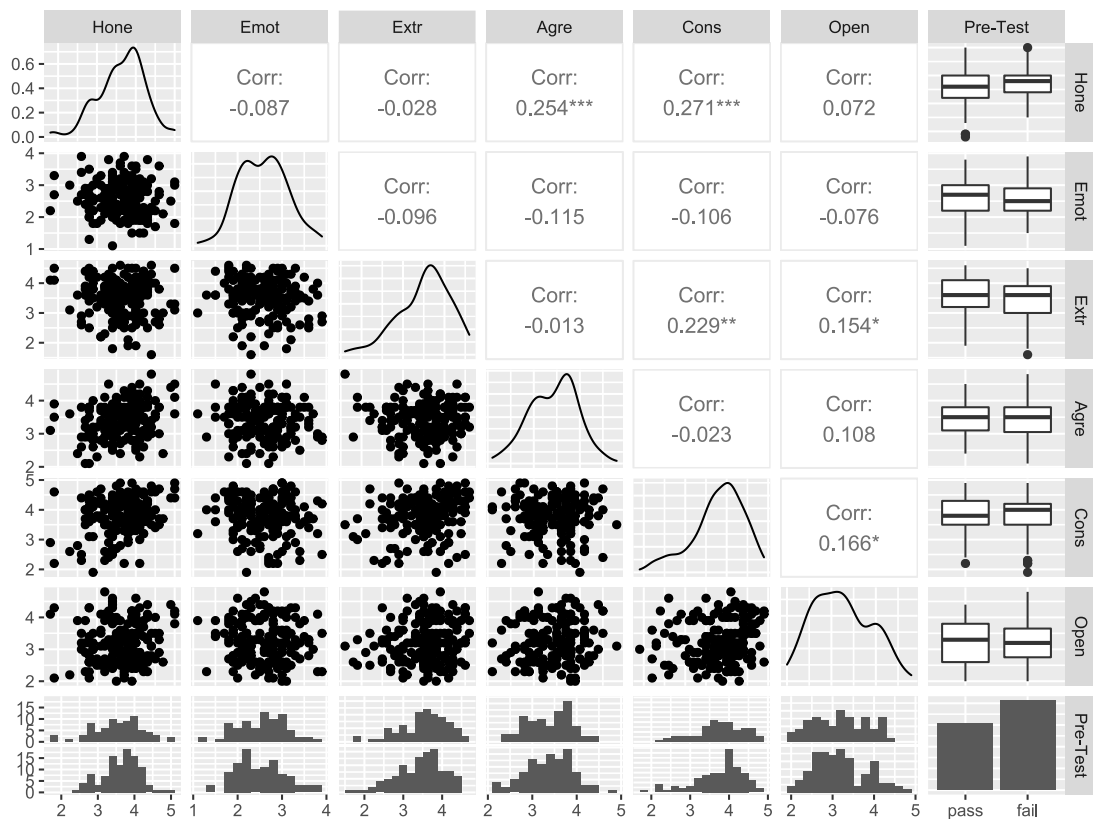 Hone Emot Extr Agre Cons Open Pre-Test
0.6
0.4
0.2
0.0
Corr:
-0.087
Corr:
-0.028
Corr:
0.254***
Corr:
0.271***
Corr:
0.072
Hone
4
3
2
1
Corr:
-0.096
Corr:
-0.115
Corr:
-0.106
Corr:
-0.076
Emot
4
3
2
Corr:
-0.013
Corr:
0.229**
Corr:
0.154*
Extr
4
3
2
Corr:
-0.023
Corr:
0.108
Agre
5
4
3
2
Corr:
0.166*
Cons
4
3
2
Open
15
10
5
0
15
10
5
0
Pre-Test
2 3 4 5 1 2 3 4 2 3 4 2 3 4 5 2 3 4 5 2 3 4 5 pass fail